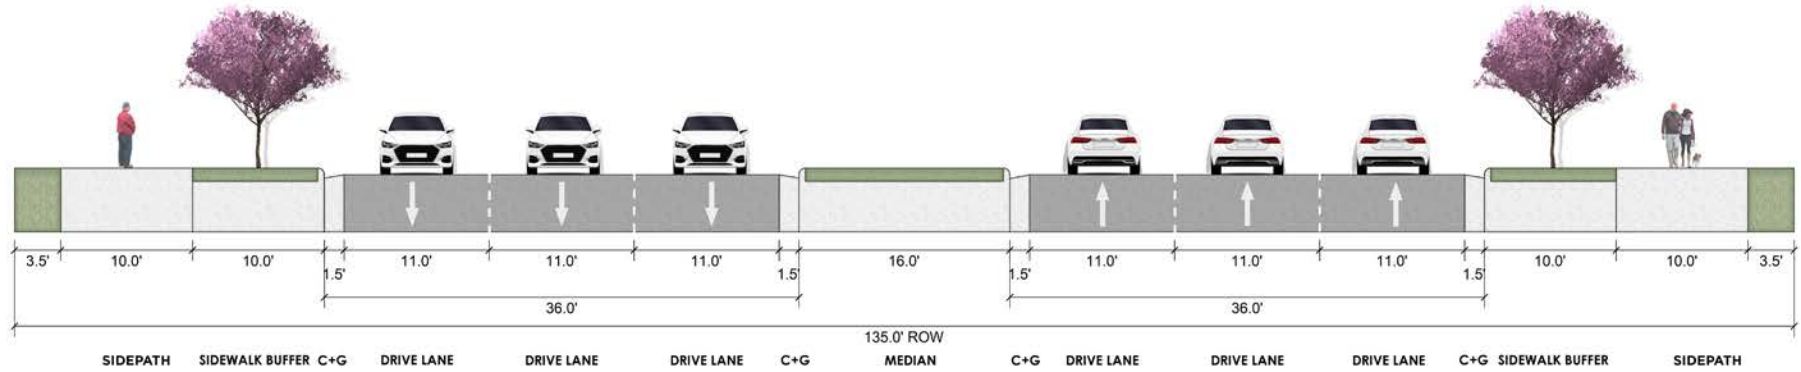 3.5' 10.0' 10.0' 1.5' 11.0' 11.0' 11.0' 1.5' 16.0' 1.5' 11.0' 11.0' 11.0' 1.5' 10.0' 10.0' 3.5'
36.0' 36.0'
135.0' ROW
SIDEPATH SIDEWALK BUFFER C+G DRIVE LANE DRIVE LANE DRIVE LANE C+G MEDIAN C+G DRIVE LANE DRIVE LANE DRIVE LANE C+G SIDEWALK BUFFER SIDEPATH